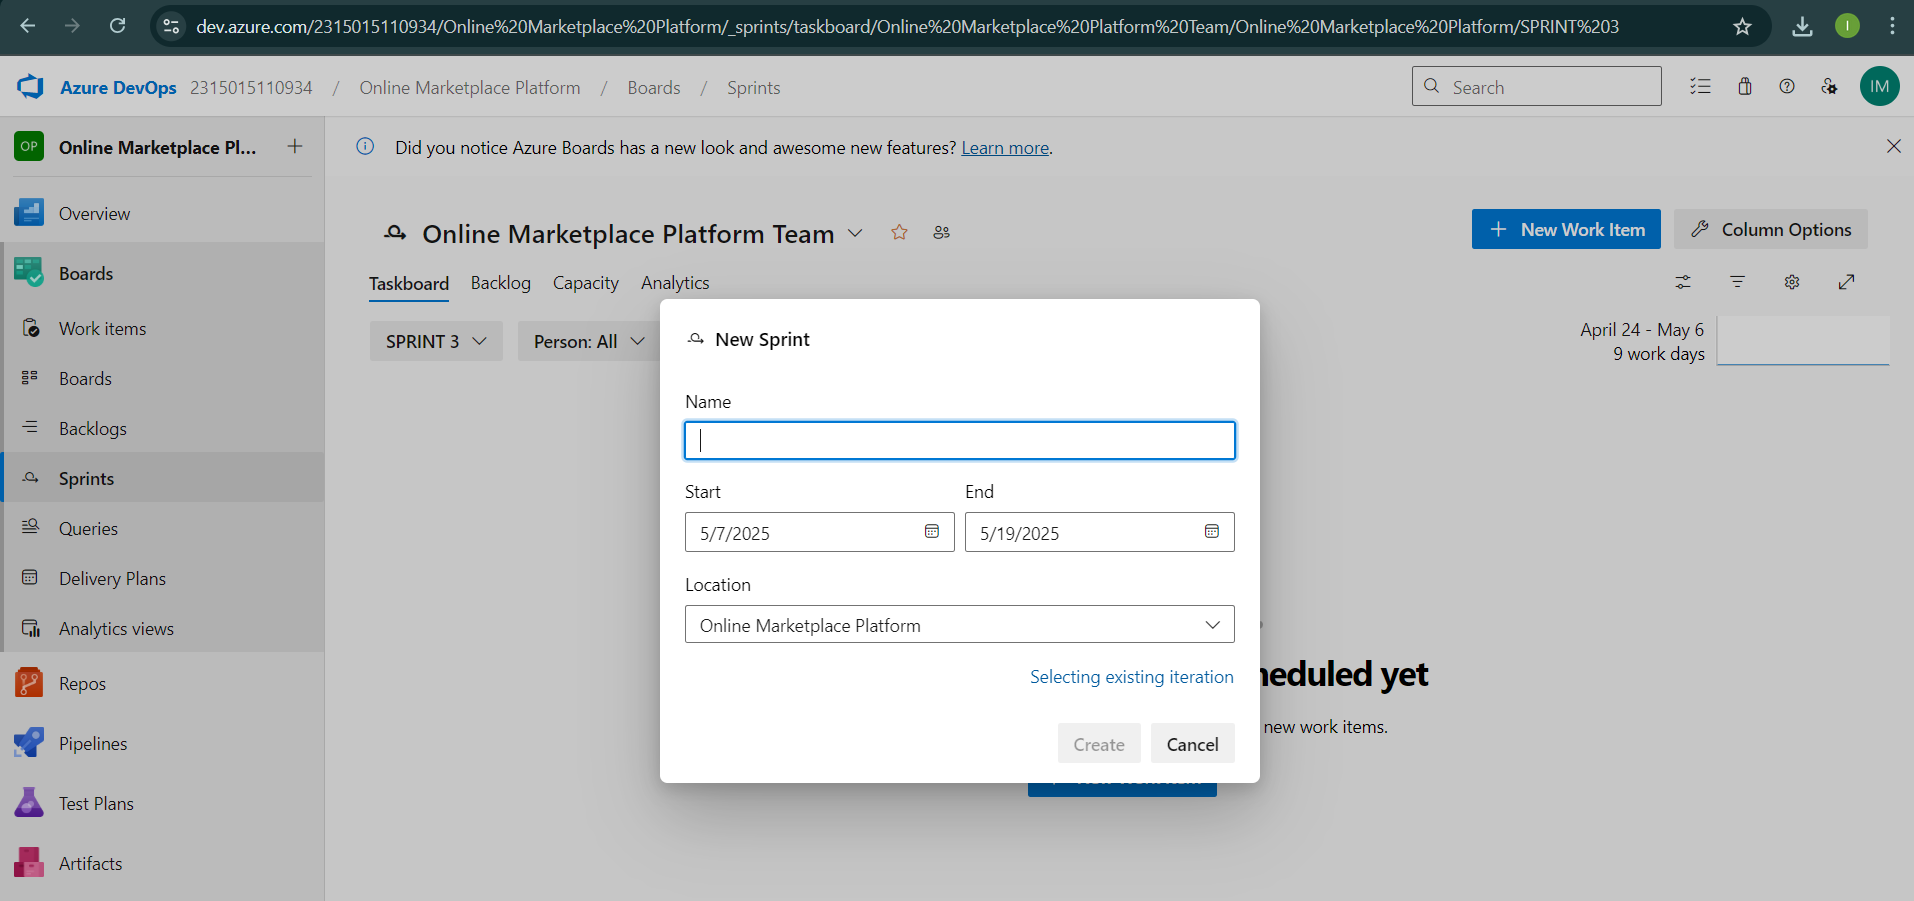 dev.azure.com/2315015110934/Online%20Marketplace%20Platform/_sprints/taskboard/Online%20Marketplace%20Platform%20Team/Online%20Marketplace%20Platform/SPRINT%203
I
Azure DevOps 2315015110934 / Online Marketplace Platform / Boards / Sprints
Search
IM
OP Online Marketplace Pl...
Overview
Boards
Work items
Boards
Backlogs
Sprints
Queries
Delivery Plans
Analytics views
Repos
Pipelines
Test Plans
Artifacts
Did you notice Azure Boards has a new look and awesome new features? Learn more.
Online Marketplace Platform Team
New Work Item
Column Options
Taskboard Backlog Capacity Analytics
SPRINT 3
Person: All
April 24 - May 6
9 work days
New Sprint
Name
Start End
5/7/2025 5/19/2025
Location
Online Marketplace Platform
Selecting existing iteration
Create Cancel
heduled yet
new work items.